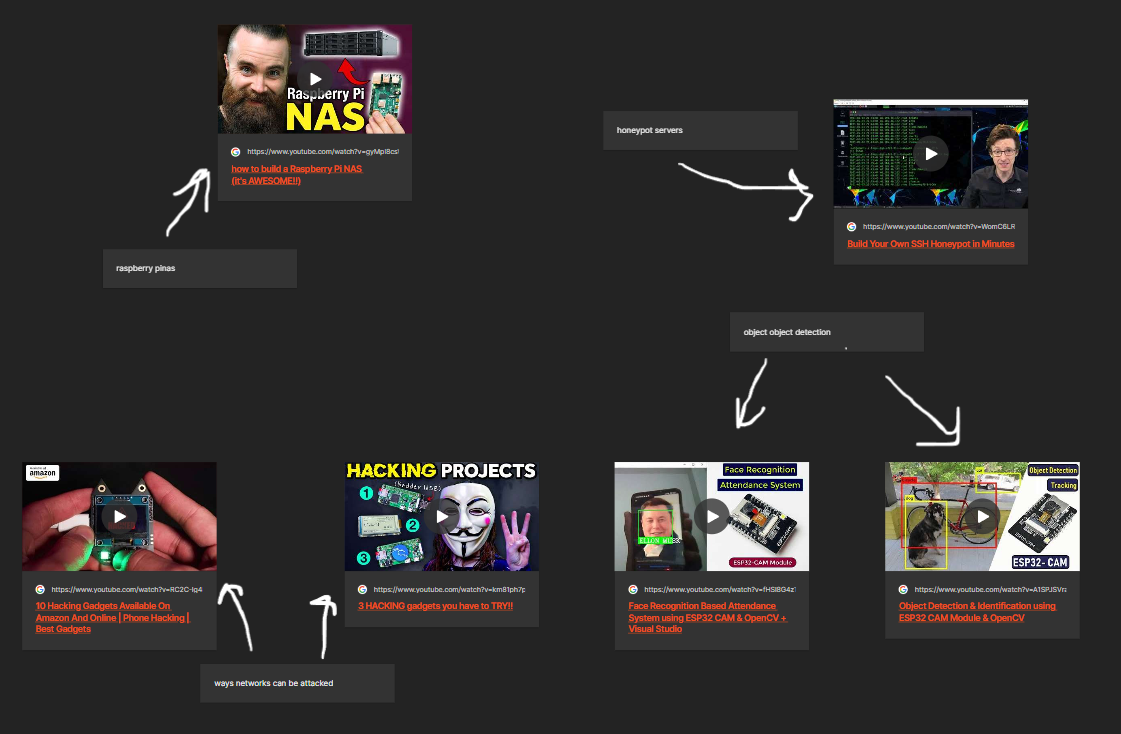 Raspberry Pi
NAS
https://www.youtube.com/watch?v=gyMpI8csW
how to build a Raspberry Pi NAS
(it's AWESOME!!)
raspberry pinas
honeypot servers
https://www.youtube.com/watch?v=WomC6LR
Build Your Own SSH Honeypot in Minutes
object object detection
amazon
https://www.youtube.com/watch?v=RC2C-Iq4
10 Hacking Gadgets Available On
Amazon And Online | Phone Hacking |
Best Gadgets
HACKING PROJECTS
1
2
3
https://www.youtube.com/watch?v=km81ph7p
3 HACKING gadgets you have to TRY!!
ways networks can be attacked
Face Recognition
Attendance System
ELLON MUSK
ESP32-CAM Module
https://www.youtube.com/watch?v=fHSI8G4z
Face Recognition Based Attendance
System using ESP32 CAM & OpenCV +
Visual Studio
Object Detection
Tracking
ESP32- CAM
https://www.youtube.com/watch?v=A1SPJSVr
Object Detection & Identification using
ESP32 CAM Module & OpenCV